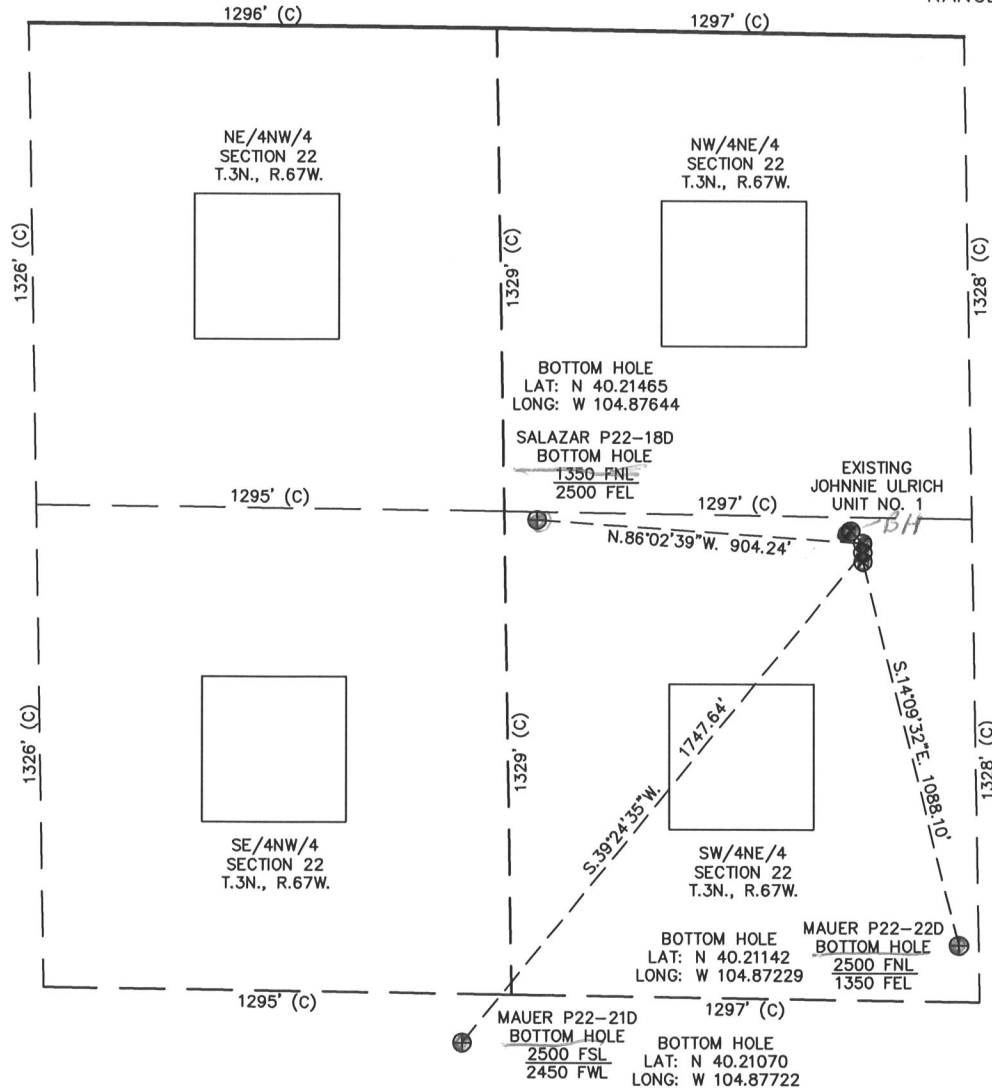 RANGE
1296' (C)
1297' (C)
NE/4NW/4
SECTION 22
T.3N., R.67W.
NW/4NE/4
SECTION 22
T.3N., R.67W.
1326' (C)
1329' (C)
1328' (C)
BOTTOM HOLE
LAT: N 40.21465
LONG: W 104.87644
SALAZAR P22-18D
BOTTOM HOLE
1350 FNL
2500 FEL
EXISTING
JOHNNIE ULRICH
UNIT NO. 1
BH
1295' (C)
1297' (C)
N.86°02'39"W. 904.24'
1326' (C)
1329' (C)
1328' (C)
S.39°24'35"W. 1747.64'
S.14°09'32"E. 1088.10'
SE/4NW/4
SECTION 22
T.3N., R.67W.
SW/4NE/4
SECTION 22
T.3N., R.67W.
BOTTOM HOLE
LAT: N 40.21142
LONG: W 104.87229
MAUER P22-22D
BOTTOM HOLE
2500 FNL
1350 FEL
1295' (C)
1297' (C)
MAUER P22-21D
BOTTOM HOLE
2500 FSL
2450 FWL
BOTTOM HOLE
LAT: N 40.21070
LONG: W 104.87722